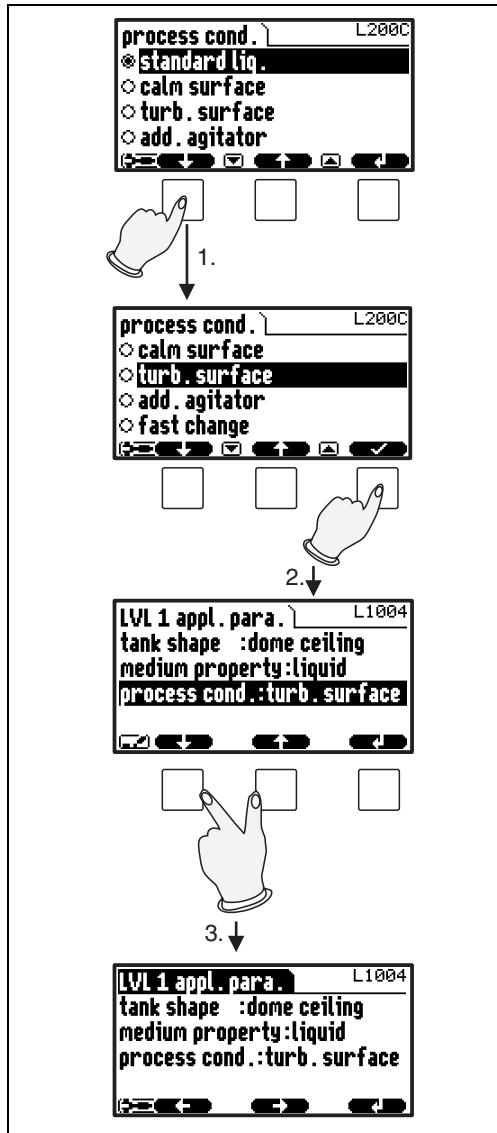 process cond. L200C
standard liq.
calm surface
turb. surface
add. agitator
1.
process cond. L200C
calm surface
turb. surface
add. agitator
fast change
2.
LVL 1 appl. para. L1004
tank shape :dome ceiling
medium property:liquid
process cond.:turb. surface
3.
LVL 1 appl. para. L1004
tank shape :dome ceiling
medium property:liquid
process cond.:turb. surface